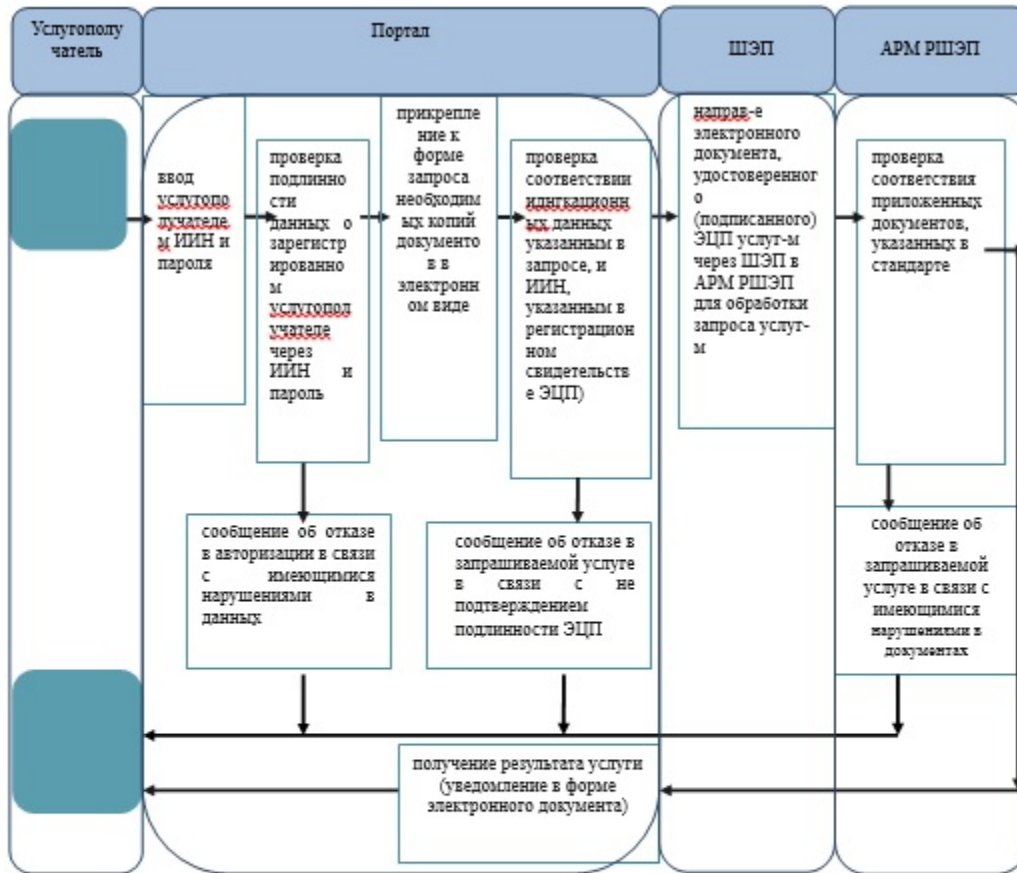 Услугополу
чатель
Портал
ШЭП
АРМ РШЭП
ввод
услугопо
лучателе
м ИИН и
пароля
проверка
подлинно
сти
данных о
зарегистр
ированно
м
услугопол
учателе
через
ИИН и
пароль
прикрепле
ние к
форме
запроса
необходим
ых копий
документо
в в
электронн
ом виде
проверка
соответствии
иднгкационн
ых данных
указанным в
запросе, и
ИИН,
указанным в
регистрацион
ном
свидетельств
е ЭЦП)
направ-е
электронного
документа,
удостоверенног
о
(подписанного)
ЭЦП услуг-м
через ШЭП в
АРМ РШЭП
для обработки
запроса услуг-
м
проверка
соответствия
приложенных
документов,
указанных в
стандарте
сообщение об отказе
в авторизации в связи
с имеющимися
нарушениями в
данных
сообщение об отказе в
запрашиваемой услуге
в связи с не
подтверждением
подлинности ЭЦП
сообщение об
отказе в
запрашиваемой
услуге в связи с
имеющимися
нарушениями в
документах
получение результата услуги
(уведомление в форме
электронного документа)